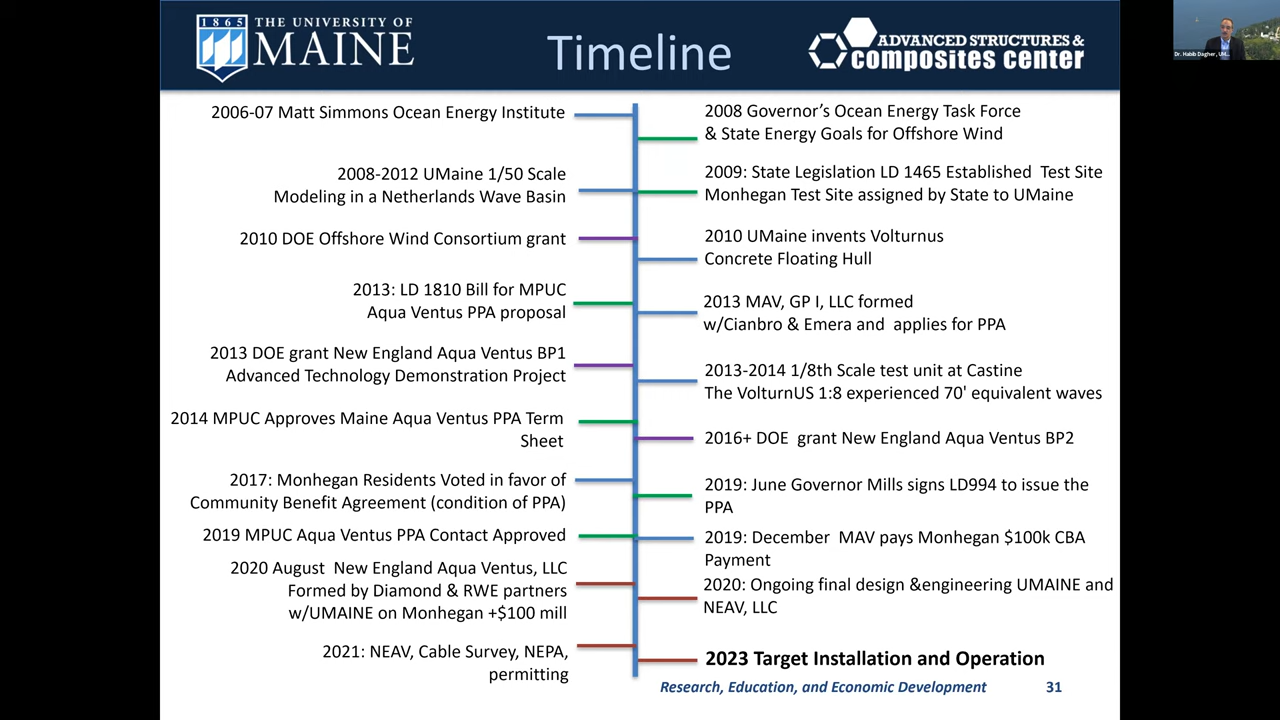 1865
THE UNIVERSITY OF
MAINE
Timeline
ADVANCED STRUCTURES &
composites center
Dr. Habib Dagher, UM...
2006-07 Matt Simmons Ocean Energy Institute
2008 Governor's Ocean Energy Task Force
& State Energy Goals for Offshore Wind
2008-2012 UMaine 1/50 Scale
Modeling in a Netherlands Wave Basin
2009: State Legislation LD 1465 Established Test Site
Monhegan Test Site assigned by State to UMaine
2010 DOE Offshore Wind Consortium grant
2010 UMaine invents Volturnus
Concrete Floating Hull
2013: LD 1810 Bill for MPUC
Aqua Ventus PPA proposal
2013 MAV, GP I, LLC formed
w/Cianbro & Emera and applies for PPA
2013 DOE grant New England Aqua Ventus BP1
Advanced Technology Demonstration Project
2013-2014 1/8th Scale test unit at Castine
The VolturnUS 1:8 experienced 70' equivalent waves
2014 MPUC Approves Maine Aqua Ventus PPA Term
Sheet
2016+ DOE grant New England Aqua Ventus BP2
2017: Monhegan Residents Voted in favor of
Community Benefit Agreement (condition of PPA)
2019: June Governor Mills signs LD994 to issue the
PPA
2019 MPUC Aqua Ventus PPA Contact Approved
2019: December MAV pays Monhegan $100k CBA
Payment
2020 August New England Aqua Ventus, LLC
Formed by Diamond & RWE partners
w/UMAINE on Monhegan +$100 mill
2020: Ongoing final design &engineering UMAINE and
NEAV, LLC
2021: NEAV, Cable Survey, NEPA,
permitting
2023 Target Installation and Operation
Research, Education, and Economic Development
31